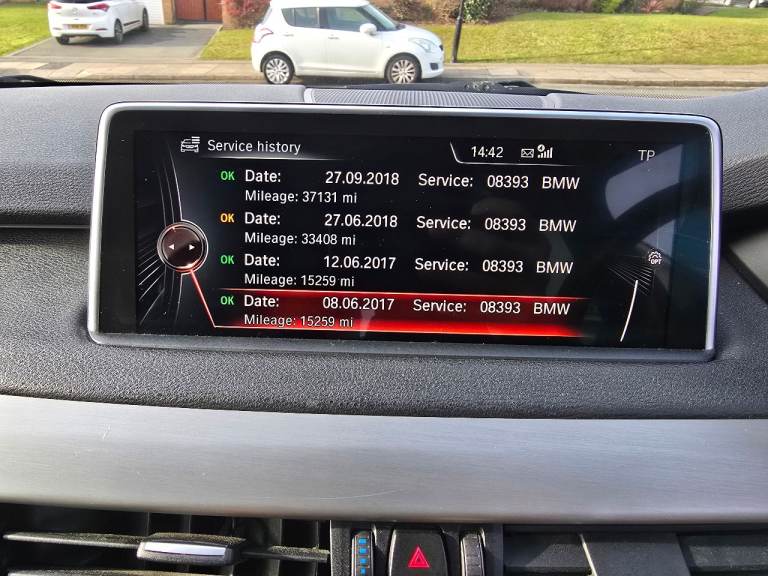 Service history 14:42 TP
OK Date: 27.09.2018 Service: 08393 BMW
Mileage: 37131 mi
OK Date: 27.06.2018 Service: 08393 BMW
Mileage: 33408 mi
OK Date: 12.06.2017 Service: 08393 BMW
Mileage: 15259 mi
OPT
OK Date: 08.06.2017 Service: 08393 BMW
Mileage: 15259 mi